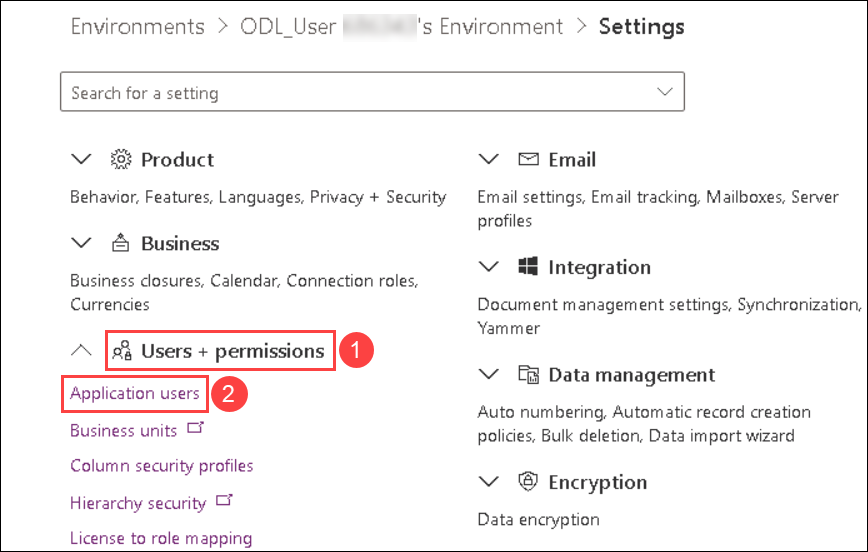 Environments > ODL_User 's Environment > Settings
Search for a setting
Product
Behavior, Features, Languages, Privacy + Security
Business
Business closures, Calendar, Connection roles,
Currencies
Users + permissions 1
Application users 2
Business units
Column security profiles
Hierarchy security
License to role mapping
Email
Email settings, Email tracking, Mailboxes, Server
profiles
Integration
Document management settings, Synchronization,
Yammer
Data management
Auto numbering, Automatic record creation
policies, Bulk deletion, Data import wizard
Encryption
Data encryption